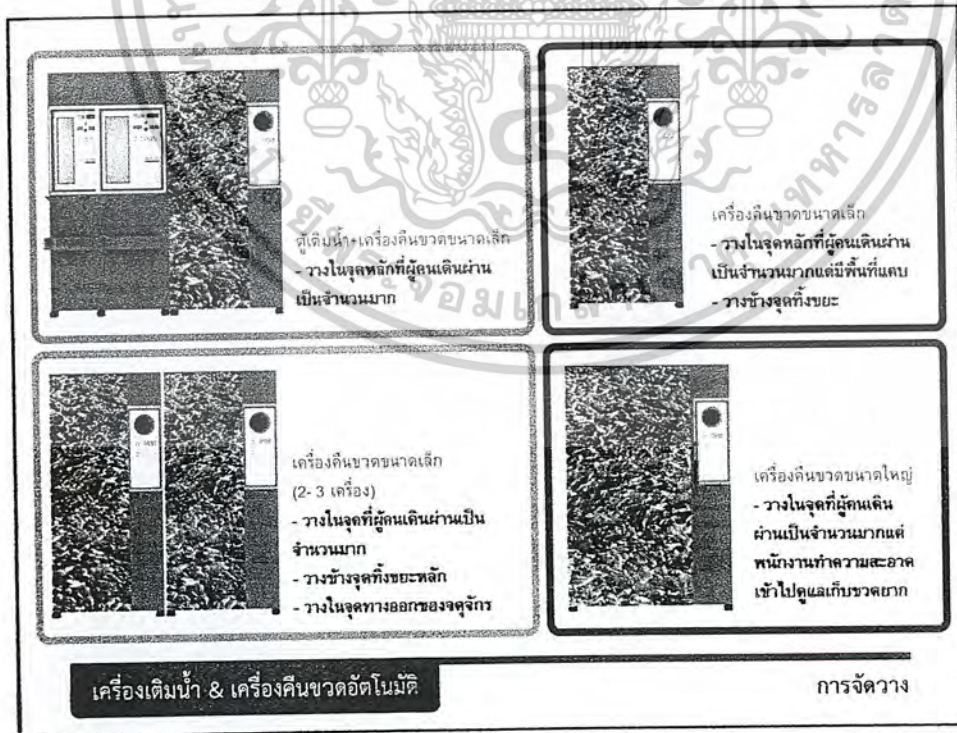 ตู้เติมน้ำ+เครื่องคืนขวดขนาดเล็ก
- วางในจุดหลักที่ผู้คนเดินผ่าน
เป็นจำนวนมาก
เครื่องคืนขวดขนาดเล็ก
- วางในจุดหลักที่ผู้คนเดินผ่าน
เป็นจำนวนมากแต่มีพื้นที่แคบ
- วางข้างจุดทิ้งขยะ
เครื่องคืนขวดขนาดเล็ก
(2- 3 เครื่อง)
- วางในจุดที่ผู้คนเดินผ่านเป็น
จำนวนมาก
- วางข้างจุดทิ้งขยะหลัก
- วางในจุดทางออกของจตุจักร
เครื่องคืนขวดขนาดใหญ่
- วางในจุดที่ผู้คนเดิน
ผ่านเป็นจำนวนมากแต่
พนักงานทำความสะอาด
เข้าไปดูแลเก็บขวดยาก
เครื่องเติมน้ำ & เครื่องคืนขวดอัตโนมัติ
การจัดวาง